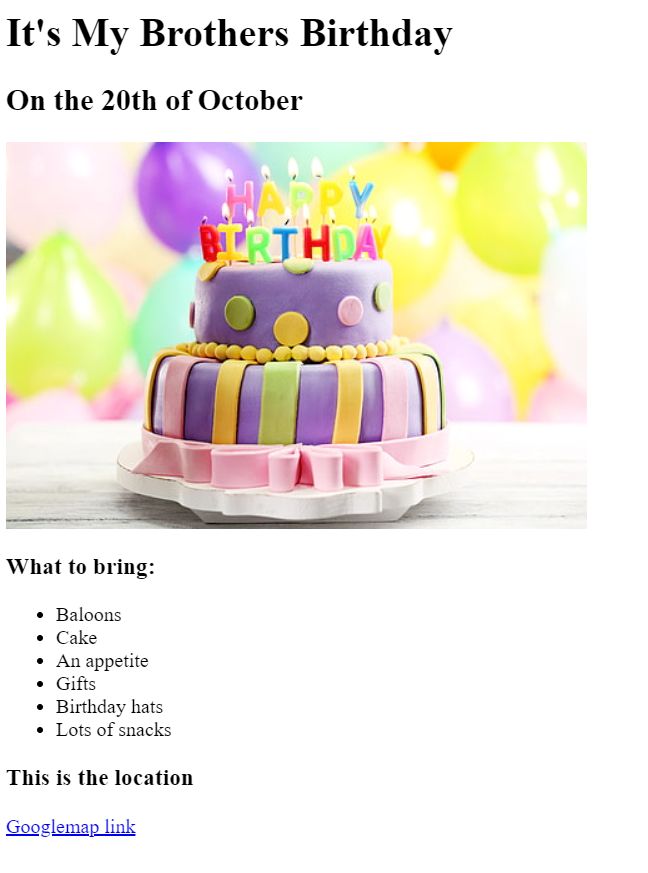 It's My Brothers Birthday
On the 20th of October
HAPPY
BIRTHDAY
What to bring:
Baloons
Cake
An appetite
Gifts
Birthday hats
Lots of snacks
This is the location
Googlemap link